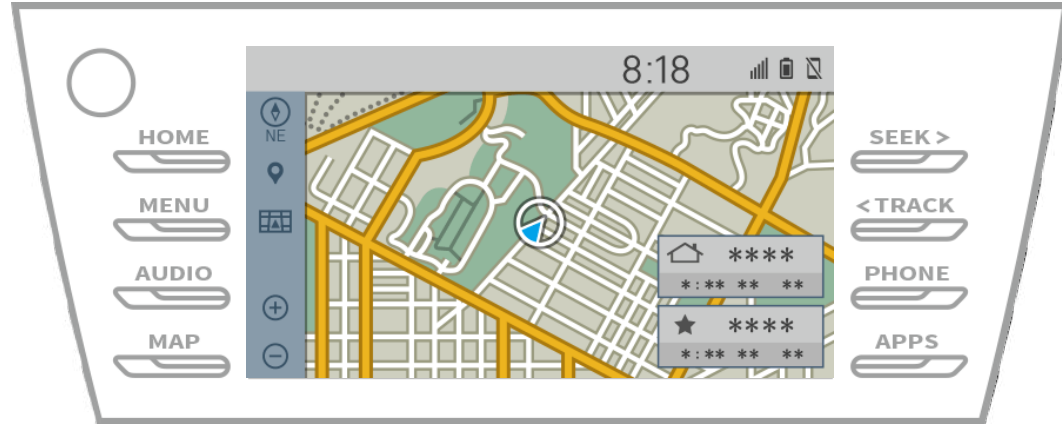 8:18
NE
HOME
MENU
AUDIO
MAP
SEEK >
< TRACK
PHONE
APPS
****
*:** ** **
****
*:** ** **